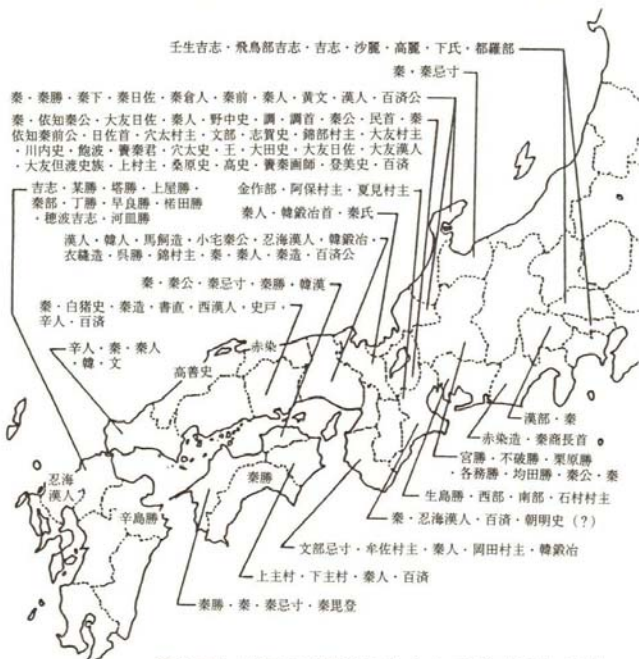 壬生吉志・飛鳥部吉志・吉志・沙羅・高麗・下氏・都羅部
秦・秦忌寸
秦・秦勝・秦下・秦日佐・秦倉人・秦前・秦人・黄文・漢人・百済公
秦・依知秦公・大友日佐・秦人・野中史・調・調首・秦公・民首・秦
依知秦前公・日佐首・穴太村主・文部・志賀史・錦部村主・大友村主
・川内史・飽波・簀秦君・穴太史・王・大田史・大友日佐・大友漢人
・大友但波史族・上村主・桑原史・高史・簀秦画師・登美史・百済
吉志・某勝・塔勝・上屋勝・
秦部・丁勝・早良勝・楉田勝
・穂波吉志・河皿勝
金作部・阿保村主・夏見村主
秦人・韓鍛冶首・秦氏
漢人・韓人・馬飼造・小宅秦公・忍海漢人・韓鍛冶・
衣縫造・呉勝・錦村主・秦・秦人・秦造・百済公
秦・秦公・秦忌寸・秦勝・韓漢
秦・白猪史・秦造・書直・西漢人・史戸・
辛人・百済
辛人・秦・秦人
・韓・文
赤染
高善史
秦勝
忍海
漢人
辛島勝
漢部・秦
赤染造・秦商長首
宮勝・不破勝・栗原勝
・各務勝・均田勝・秦公・秦
生島勝・西部・南部・石村村主
秦・忍海漢人・百済・朝明史(?)
文部忌寸・牟佐村主・秦人・岡田村主・韓鍛冶
上主村・下主村・秦人・百済
秦勝・秦・秦忌寸・秦毘登